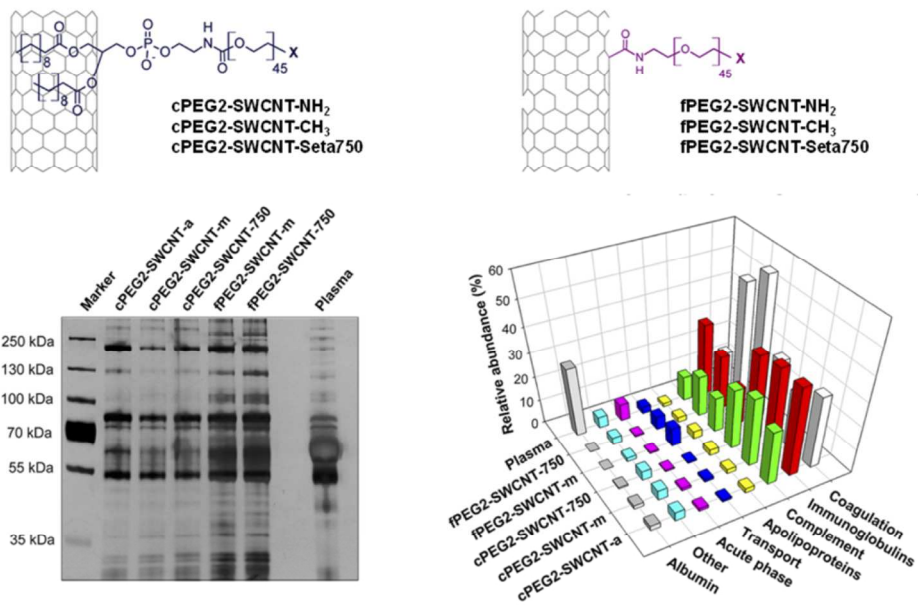 O
O
O
O
P
O
O-
O
H
N
O
O
O
X
8
8
O
45
cPEG2-SWCNT-NH2
cPEG2-SWCNT-CH3
cPEG2-SWCNT-Seta750
O
N
H
O
X
45
fPEG2-SWCNT-NH2
fPEG2-SWCNT-CH3
fPEG2-SWCNT-Seta750
Marker
cPEG2-SWCNT-a
cPEG2-SWCNT-m
cPEG2-SWCNT-750
fPEG2-SWCNT-m
fPEG2-SWCNT-750
Plasma
250 kDa
130 kDa
100 kDa
70 kDa
55 kDa
35 kDa
Relative abundance (%)
60
50
40
30
20
10
0
Plasma
fPEG2-SWCNT-750
fPEG2-SWCNT-m
cPEG2-SWCNT-750
cPEG2-SWCNT-m
cPEG2-SWCNT-a
Coagulation
Immunoglobulins
Complement
Apolipoproteins
Transport
Acute phase
Other
Albumin